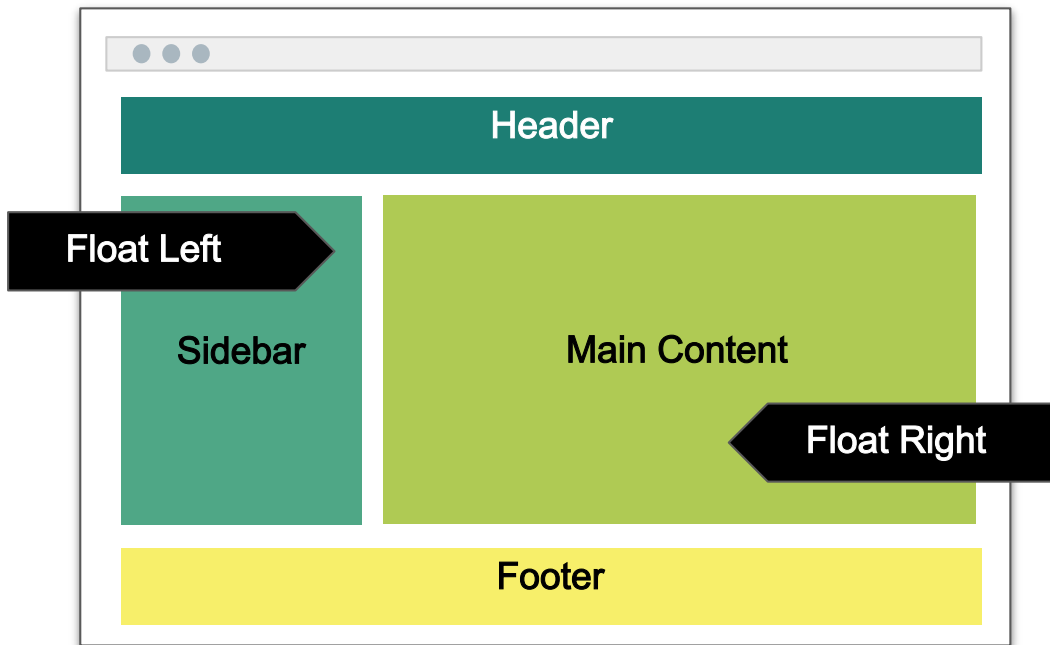 Header
Float Left
Sidebar
Main Content
Float Right
Footer